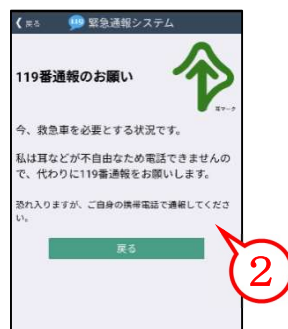 戻る 119 緊急通報システム
119番通報のお願い
耳マーク
今、救急車を必要とする状況です。
私は耳などが不自由なため電話できませんの
で、代わりに119番通報をお願いします。
恐れ入りますが、ご自身の携帯電話で通報してくださ
い。
戻る
2